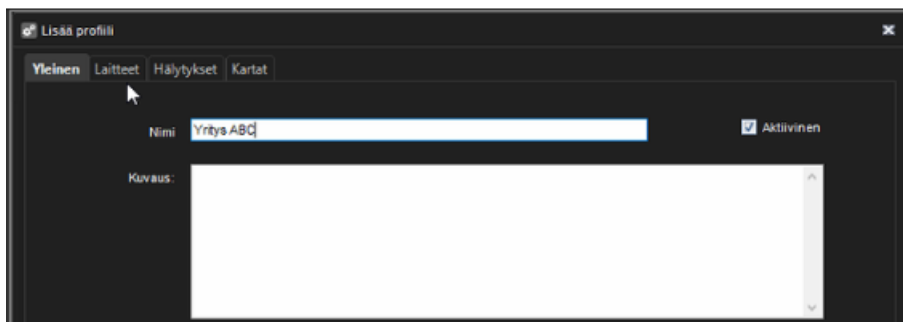 Lisää profiili
Yleinen Laitteet Hälytykset Kartat
Nimi Yritys ABC Aktiivinen
Kuvaus: